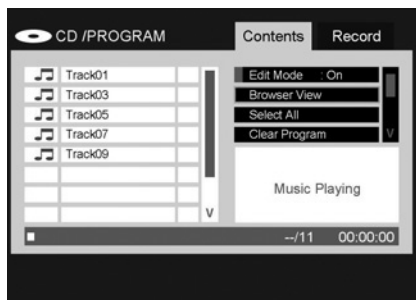 CD /PROGRAM
Contents
Record
Track01
Track03
Track05
Track07
Track09
V
Edit Mode : On
Browser View
Select All
Clear Program
V
Music Playing
--/11 00:00:00